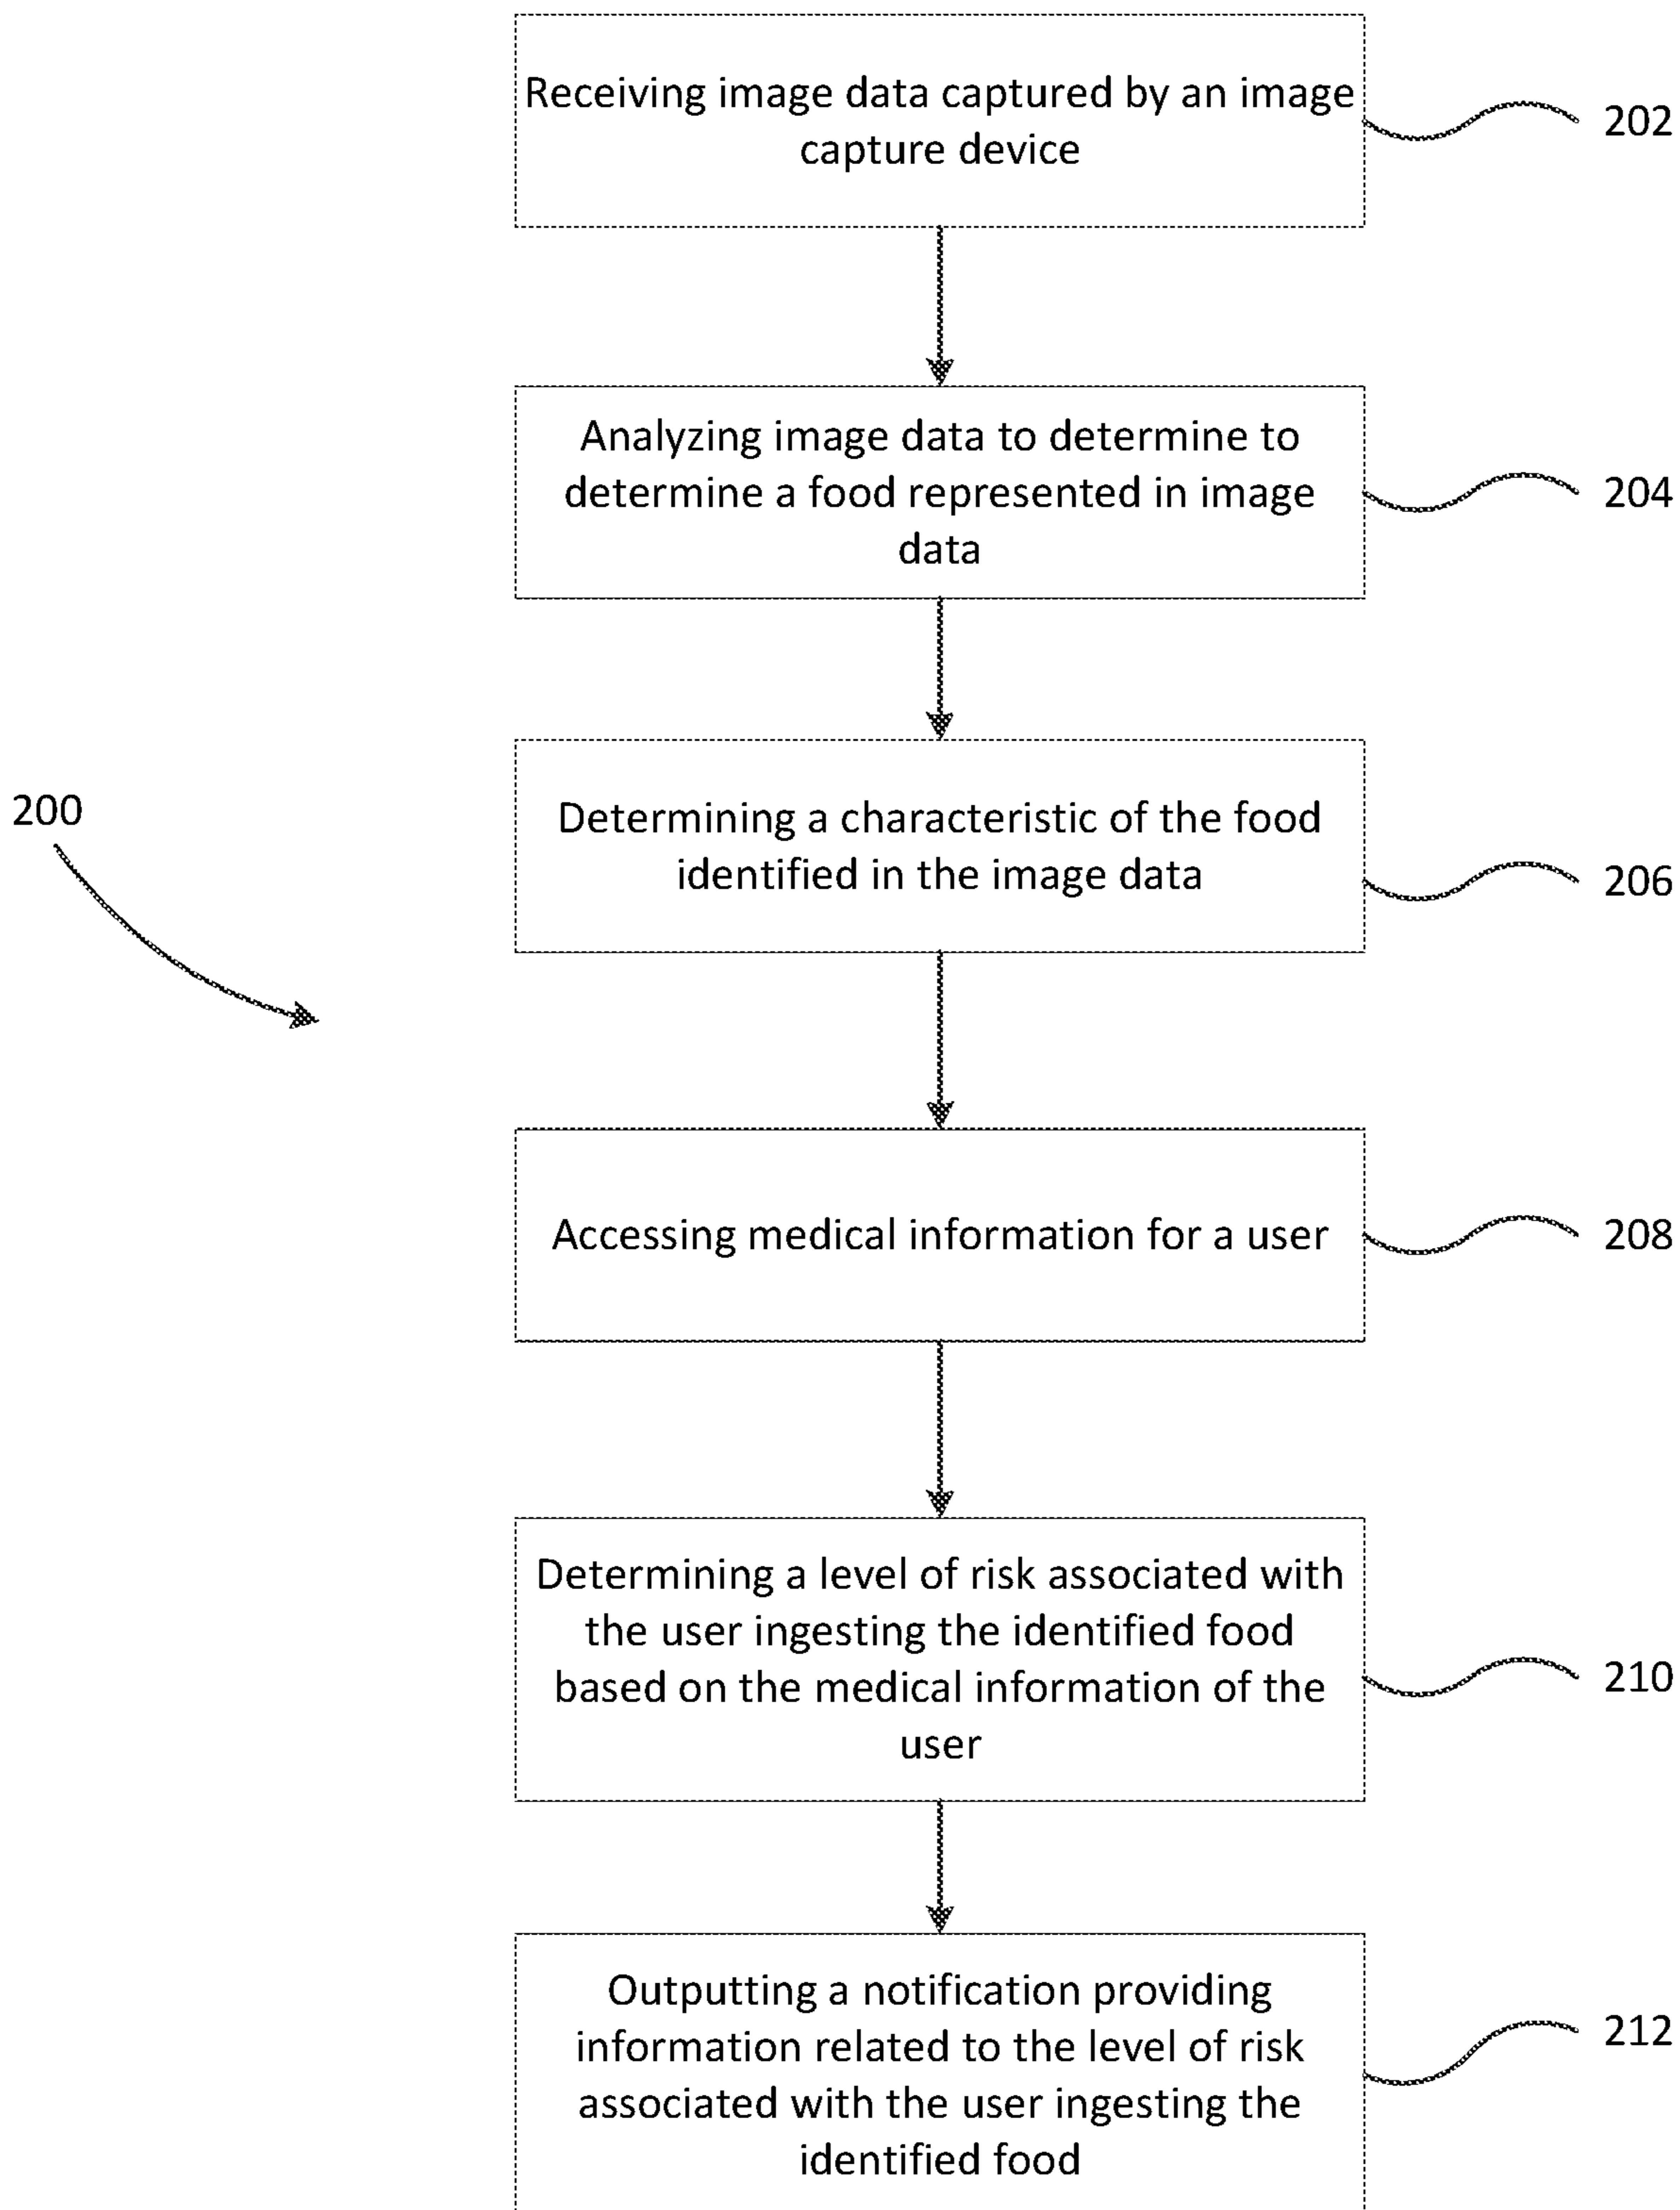 Receiving image data captured by an image
capture device
202
Analyzing image data to determine to
determine a food represented in image
data
204
200
Determining a characteristic of the food
identified in the image data
206
Accessing medical information for a user
208
Determining a level of risk associated with
the user ingesting the identified food
based on the medical information of the
user
210
Outputting a notification providing
information related to the level of risk
associated with the user ingesting the
identified food
212